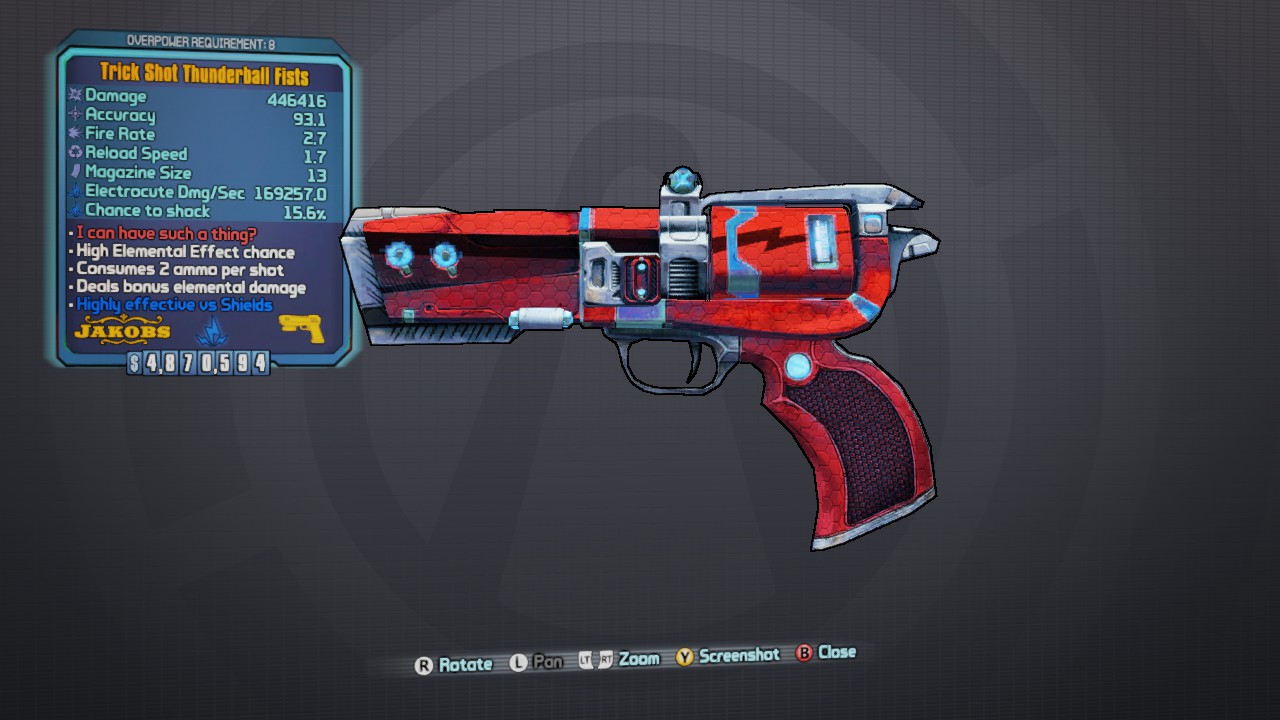 OVERPOWER REQUIREMENT: 8
Trick Shot Thunderball Fists
Damage 446416
Accuracy 93.1
Fire Rate 2.7
Reload Speed 1.7
Magazine Size 13
Electrocute Dmg/Sec 169257.0
Chance to shock 15.6%
• I can have such a thing?
• High Elemental Effect chance
• Consumes 2 ammo per shot
• Deals bonus elemental damage
• Highly effective vs Shields
JAKOBS
$4,870,594
R Rotate L Pan LT RT Zoom Y Screenshot B Close